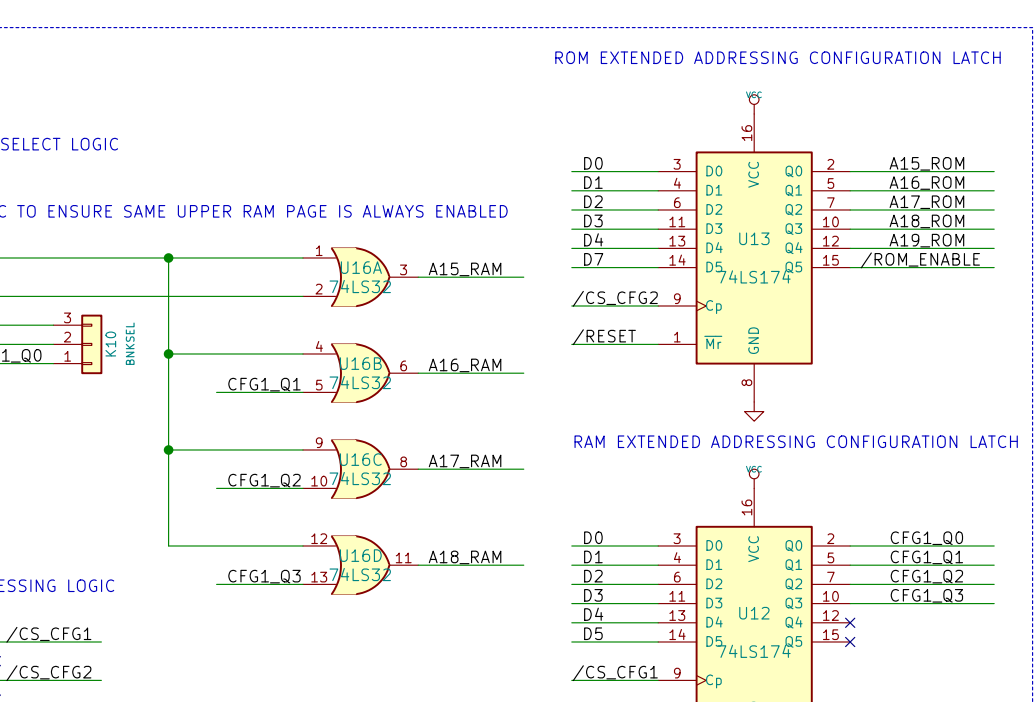 ROM EXTENDED ADDRESSING CONFIGURATION LATCH
VCC
16
SELECT LOGIC
C TO ENSURE SAME UPPER RAM PAGE IS ALWAYS ENABLED
1
2
U16A
74LS32
3
A15_RAM
3
2
1
1_Q0
K10
BNKSEL
4
5
CFG1_Q1
U16B
74LS32
6
A16_RAM
9
10
CFG1_Q2
U16C
74LS32
8
A17_RAM
12
13
CFG1_Q3
U16D
74LS32
11
A18_RAM
ESSING LOGIC
/CS_CFG1
/CS_CFG2
D0 3 D0 VCC Q0 2 A15_ROM
D1 4 D1 Q1 5 A16_ROM
D2 6 D2 Q2 7 A17_ROM
D3 11 D3 Q3 10 A18_ROM
D4 13 D4 U13 Q4 12 A19_ROM
D7 14 D5 Q5 15 /ROM_ENABLE
74LS174
/CS_CFG2 9 Cp
/RESET 1 Mr GND
8
RAM EXTENDED ADDRESSING CONFIGURATION LATCH
VCC
16
D0 3 D0 VCC Q0 2 CFG1_Q0
D1 4 D1 Q1 5 CFG1_Q1
D2 6 D2 Q2 7 CFG1_Q2
D3 11 D3 Q3 10 CFG1_Q3
D4 13 D4 U12 Q4 12
D5 14 D5 Q5 15
74LS174
/CS_CFG1 9 Cp